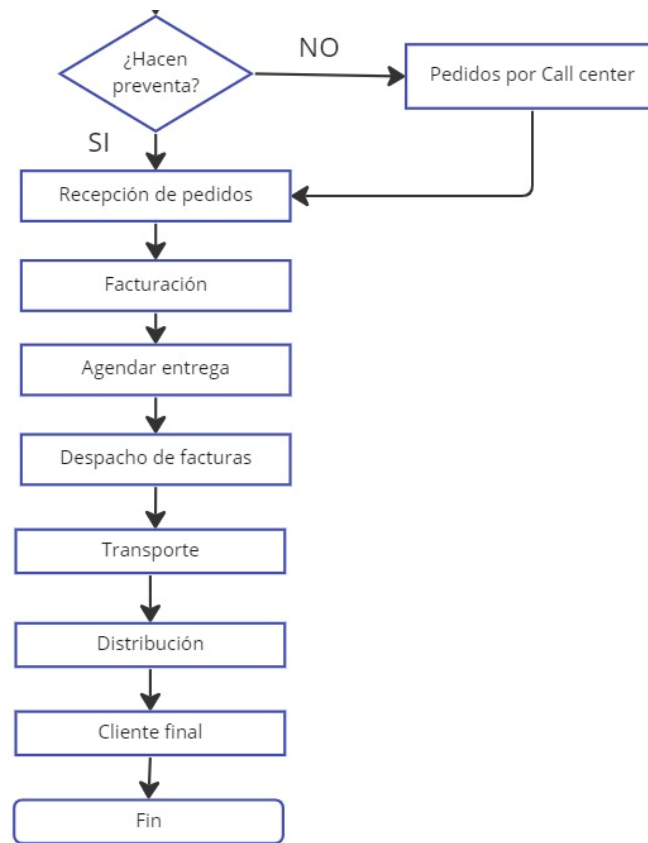 ¿Hacen
preventa?
NO
Pedidos por Call center
SI
Recepción de pedidos
Facturación
Agendar entrega
Despacho de facturas
Transporte
Distribución
Cliente final
Fin